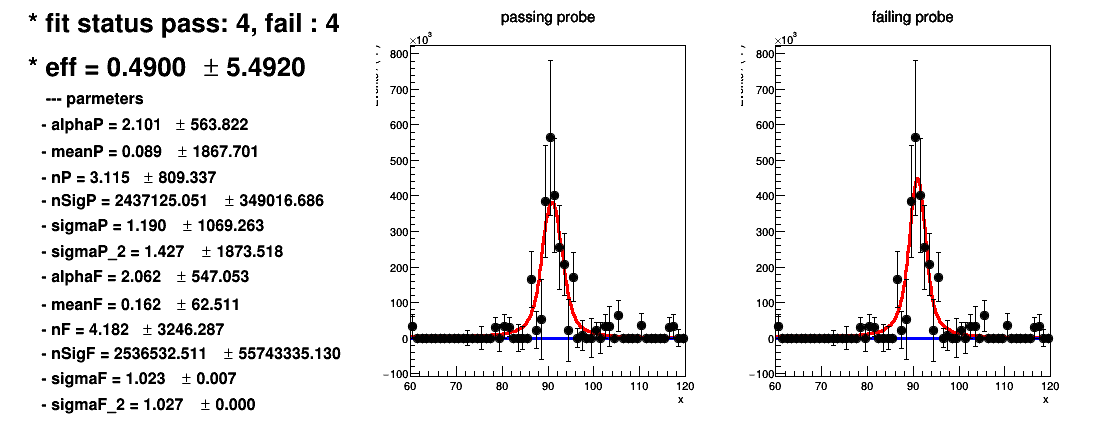 * fit status pass: 4, fail : 4
* eff = 0.4900 ± 5.4920
--- parmeters
- alphaP = 2.101 ± 563.822
- meanP = 0.089 ± 1867.701
- nP = 3.115 ± 809.337
- nSigP = 2437125.051 ± 349016.686
- sigmaP = 1.190 ± 1069.263
- sigmaP_2 = 1.427 ± 1873.518
- alphaF = 2.062 ± 547.053
- meanF = 0.162 ± 62.511
- nF = 4.182 ± 3246.287
- nSigF = 2536532.511 ± 55743335.130
- sigmaF = 1.023 ± 0.007
- sigmaF_2 = 1.027 ± 0.000
passing probe
×10³
800
700
600
500
400
300
200
100
0
−100
60 70 80 90 100 110 120
x
failing probe
×10³
800
700
600
500
400
300
200
100
0
−100
60 70 80 90 100 110 120
x